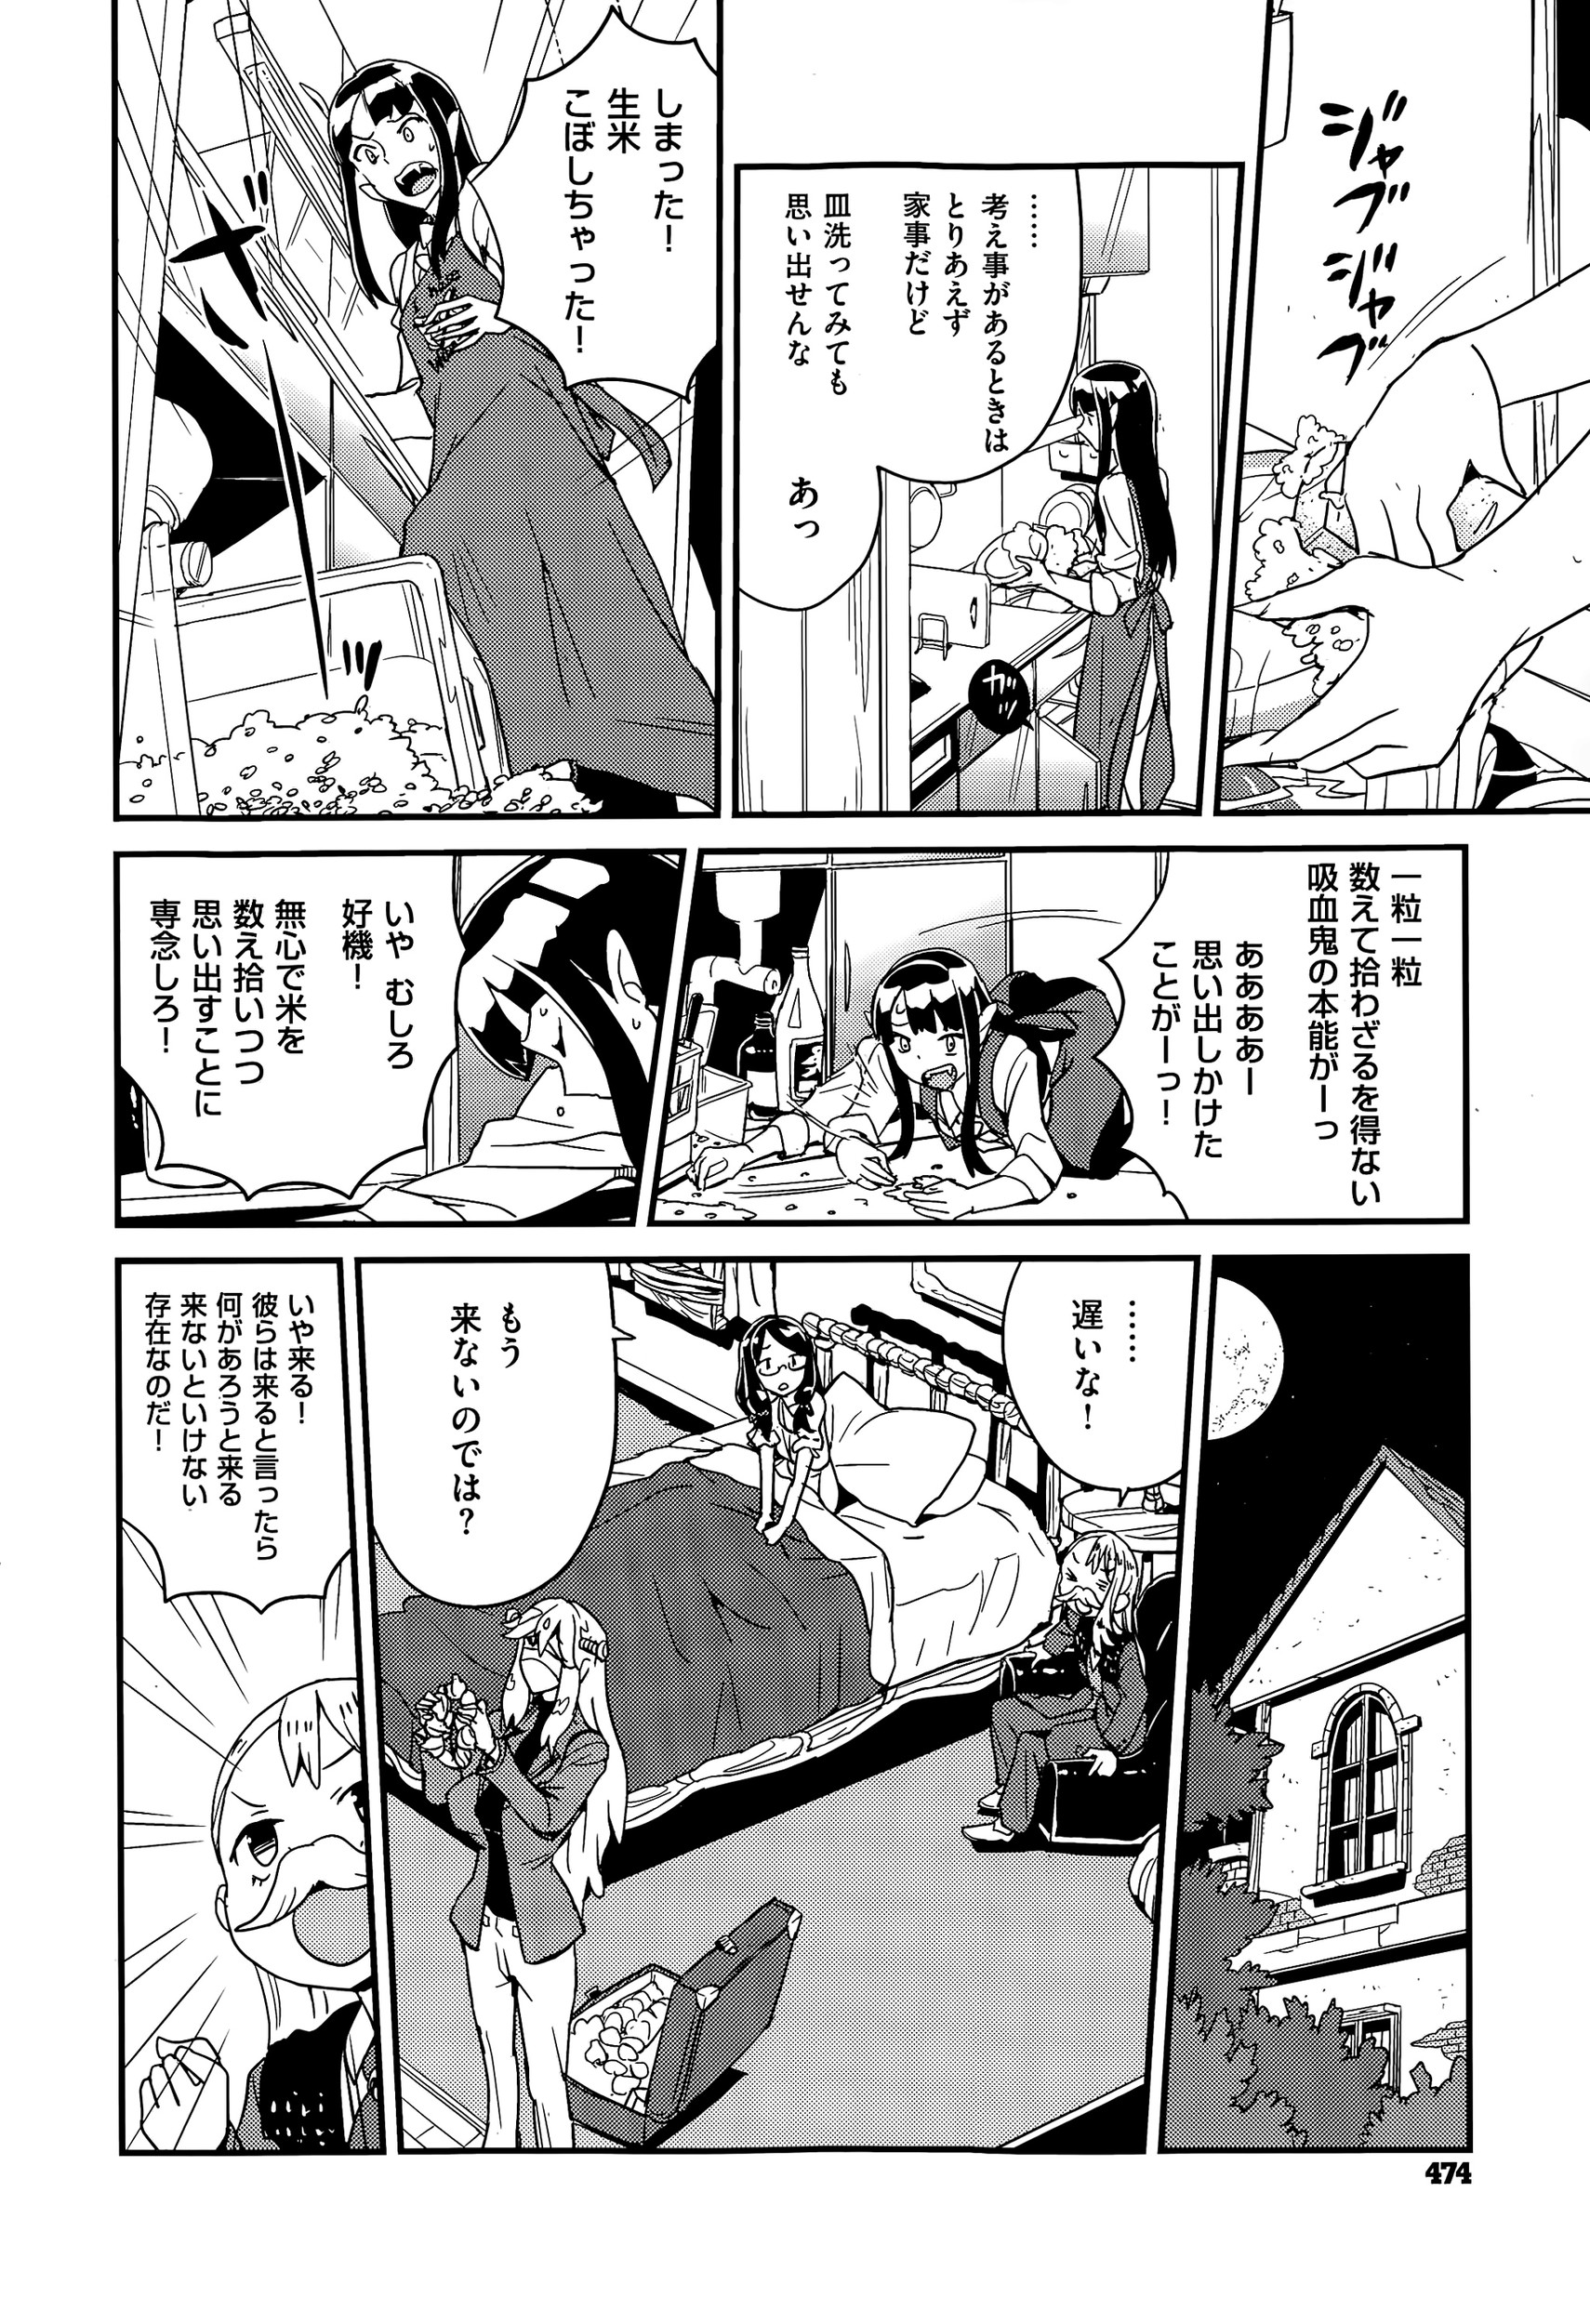 ジャブ
ジャブ
……
考え事があるときは
とりあえず
家事だけど
皿洗ってみても
思い出せんな
あっ
ガッ
しまった！
生米
こぼしちゃった！
バッ
一粒一粒
数えて拾わざるを得ない
吸血鬼の本能がーっ
ああああー
思い出しかけた
ことがーっ！
いや むしろ
好機！
無心で米を
数え拾いつつ
思い出すことに
専念しろ！
……
遅いな！
もう
来ないのでは？
いや来る！
彼らは来ると言ったら
何があろうと来る
来ないといけない
存在なのだ！
474